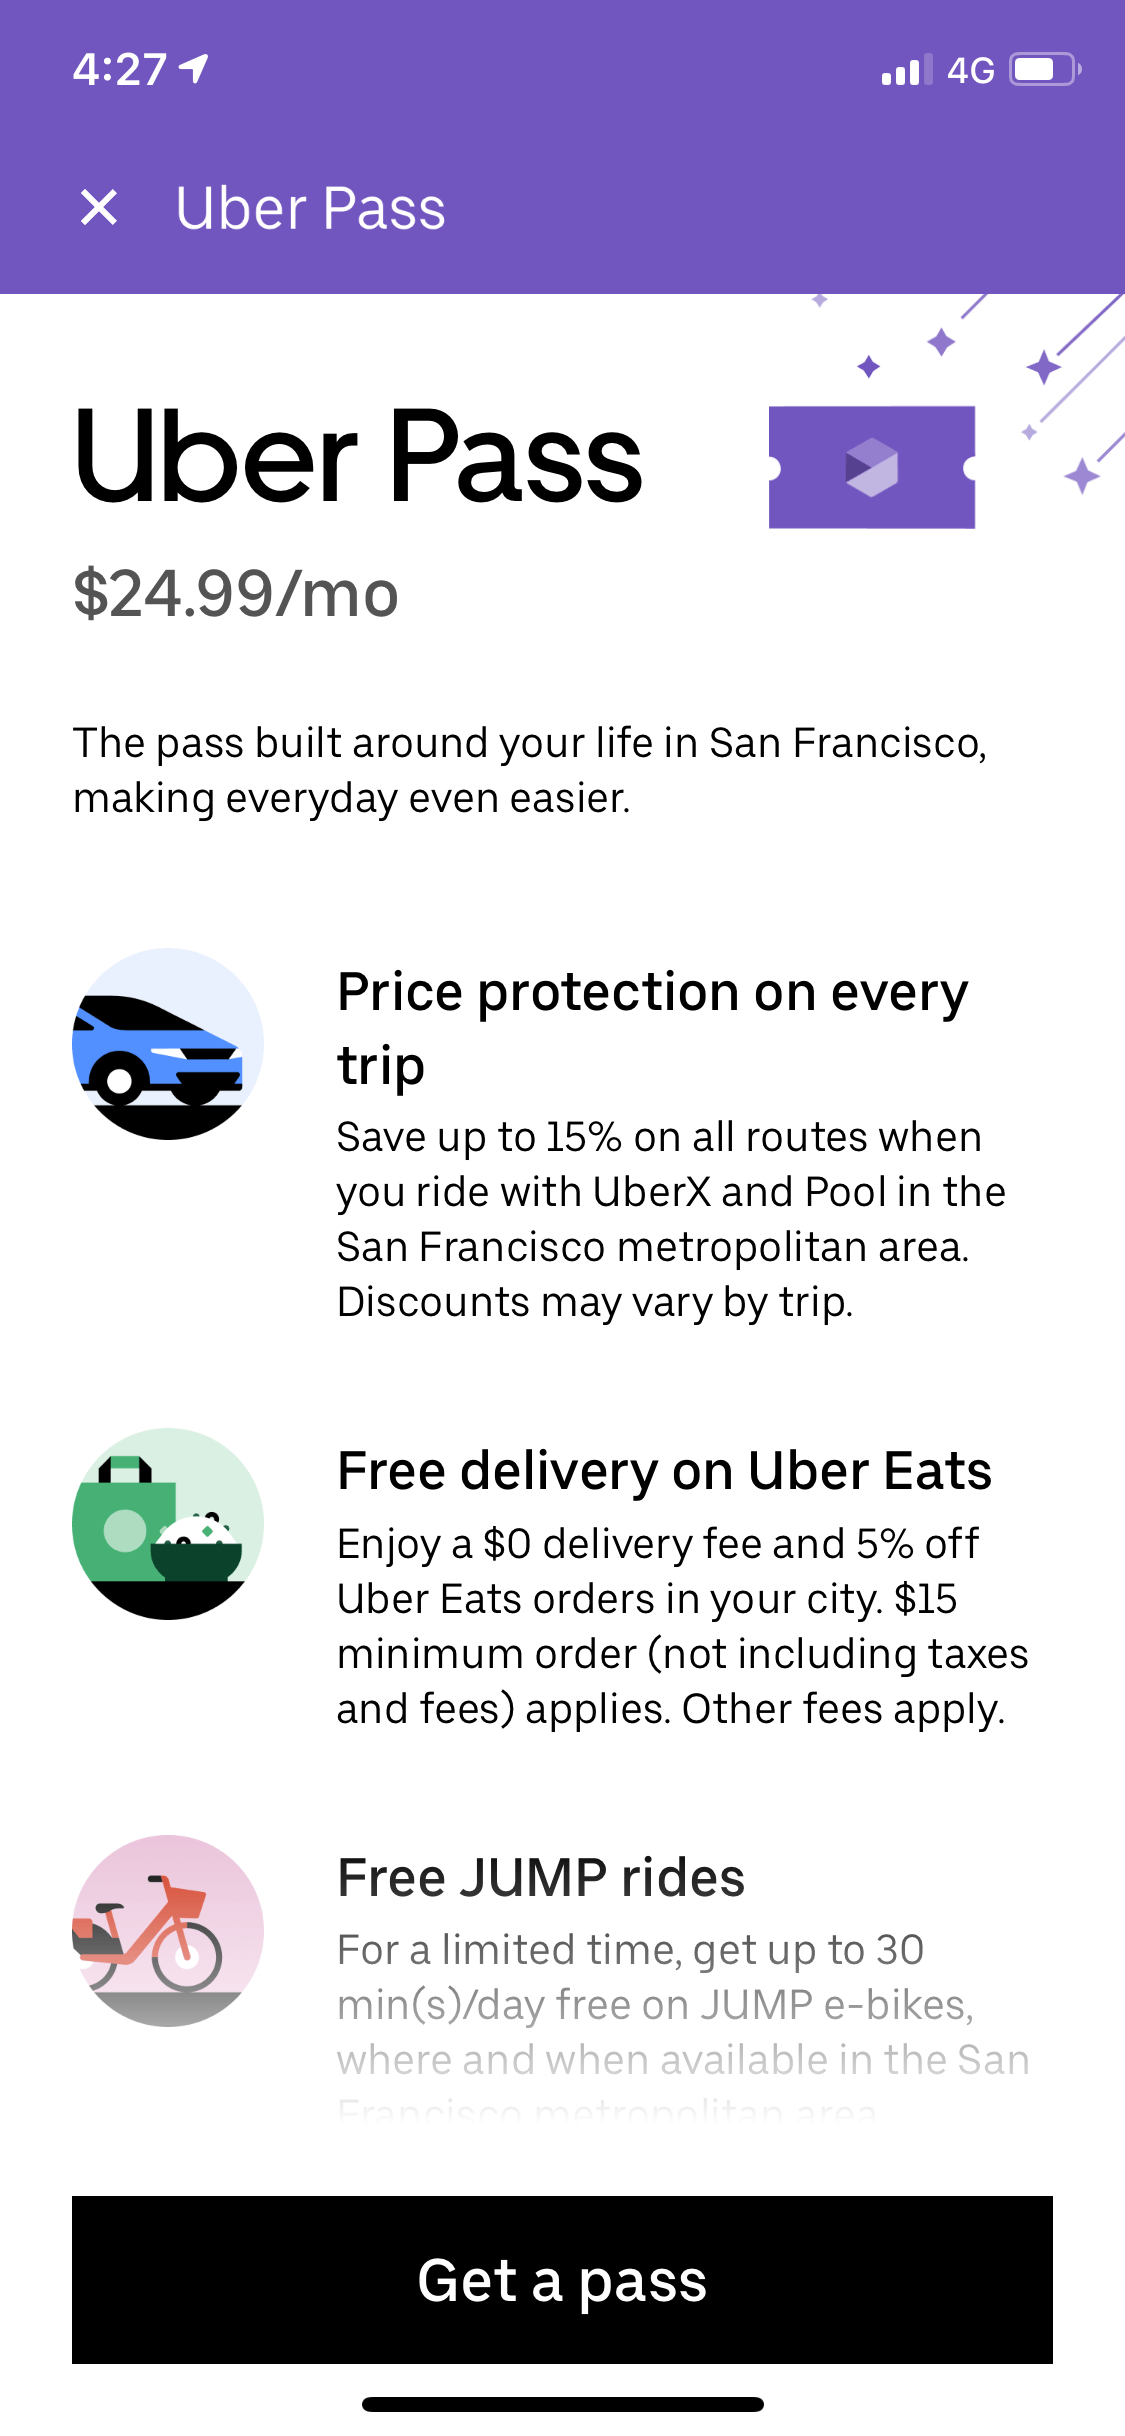 4:27
4G
Uber Pass
Uber Pass
$24.99/mo
The pass built around your life in San Francisco,
making everyday even easier.
Price protection on every
trip
Save up to 15% on all routes when
you ride with UberX and Pool in the
San Francisco metropolitan area.
Discounts may vary by trip.
Free delivery on Uber Eats
Enjoy a $0 delivery fee and 5% off
Uber Eats orders in your city. $15
minimum order (not including taxes
and fees) applies. Other fees apply.
Free JUMP rides
For a limited time, get up to 30
min(s)/day free on JUMP e-bikes,
where and when available in the San
Francisco metropolitan area
Get a pass